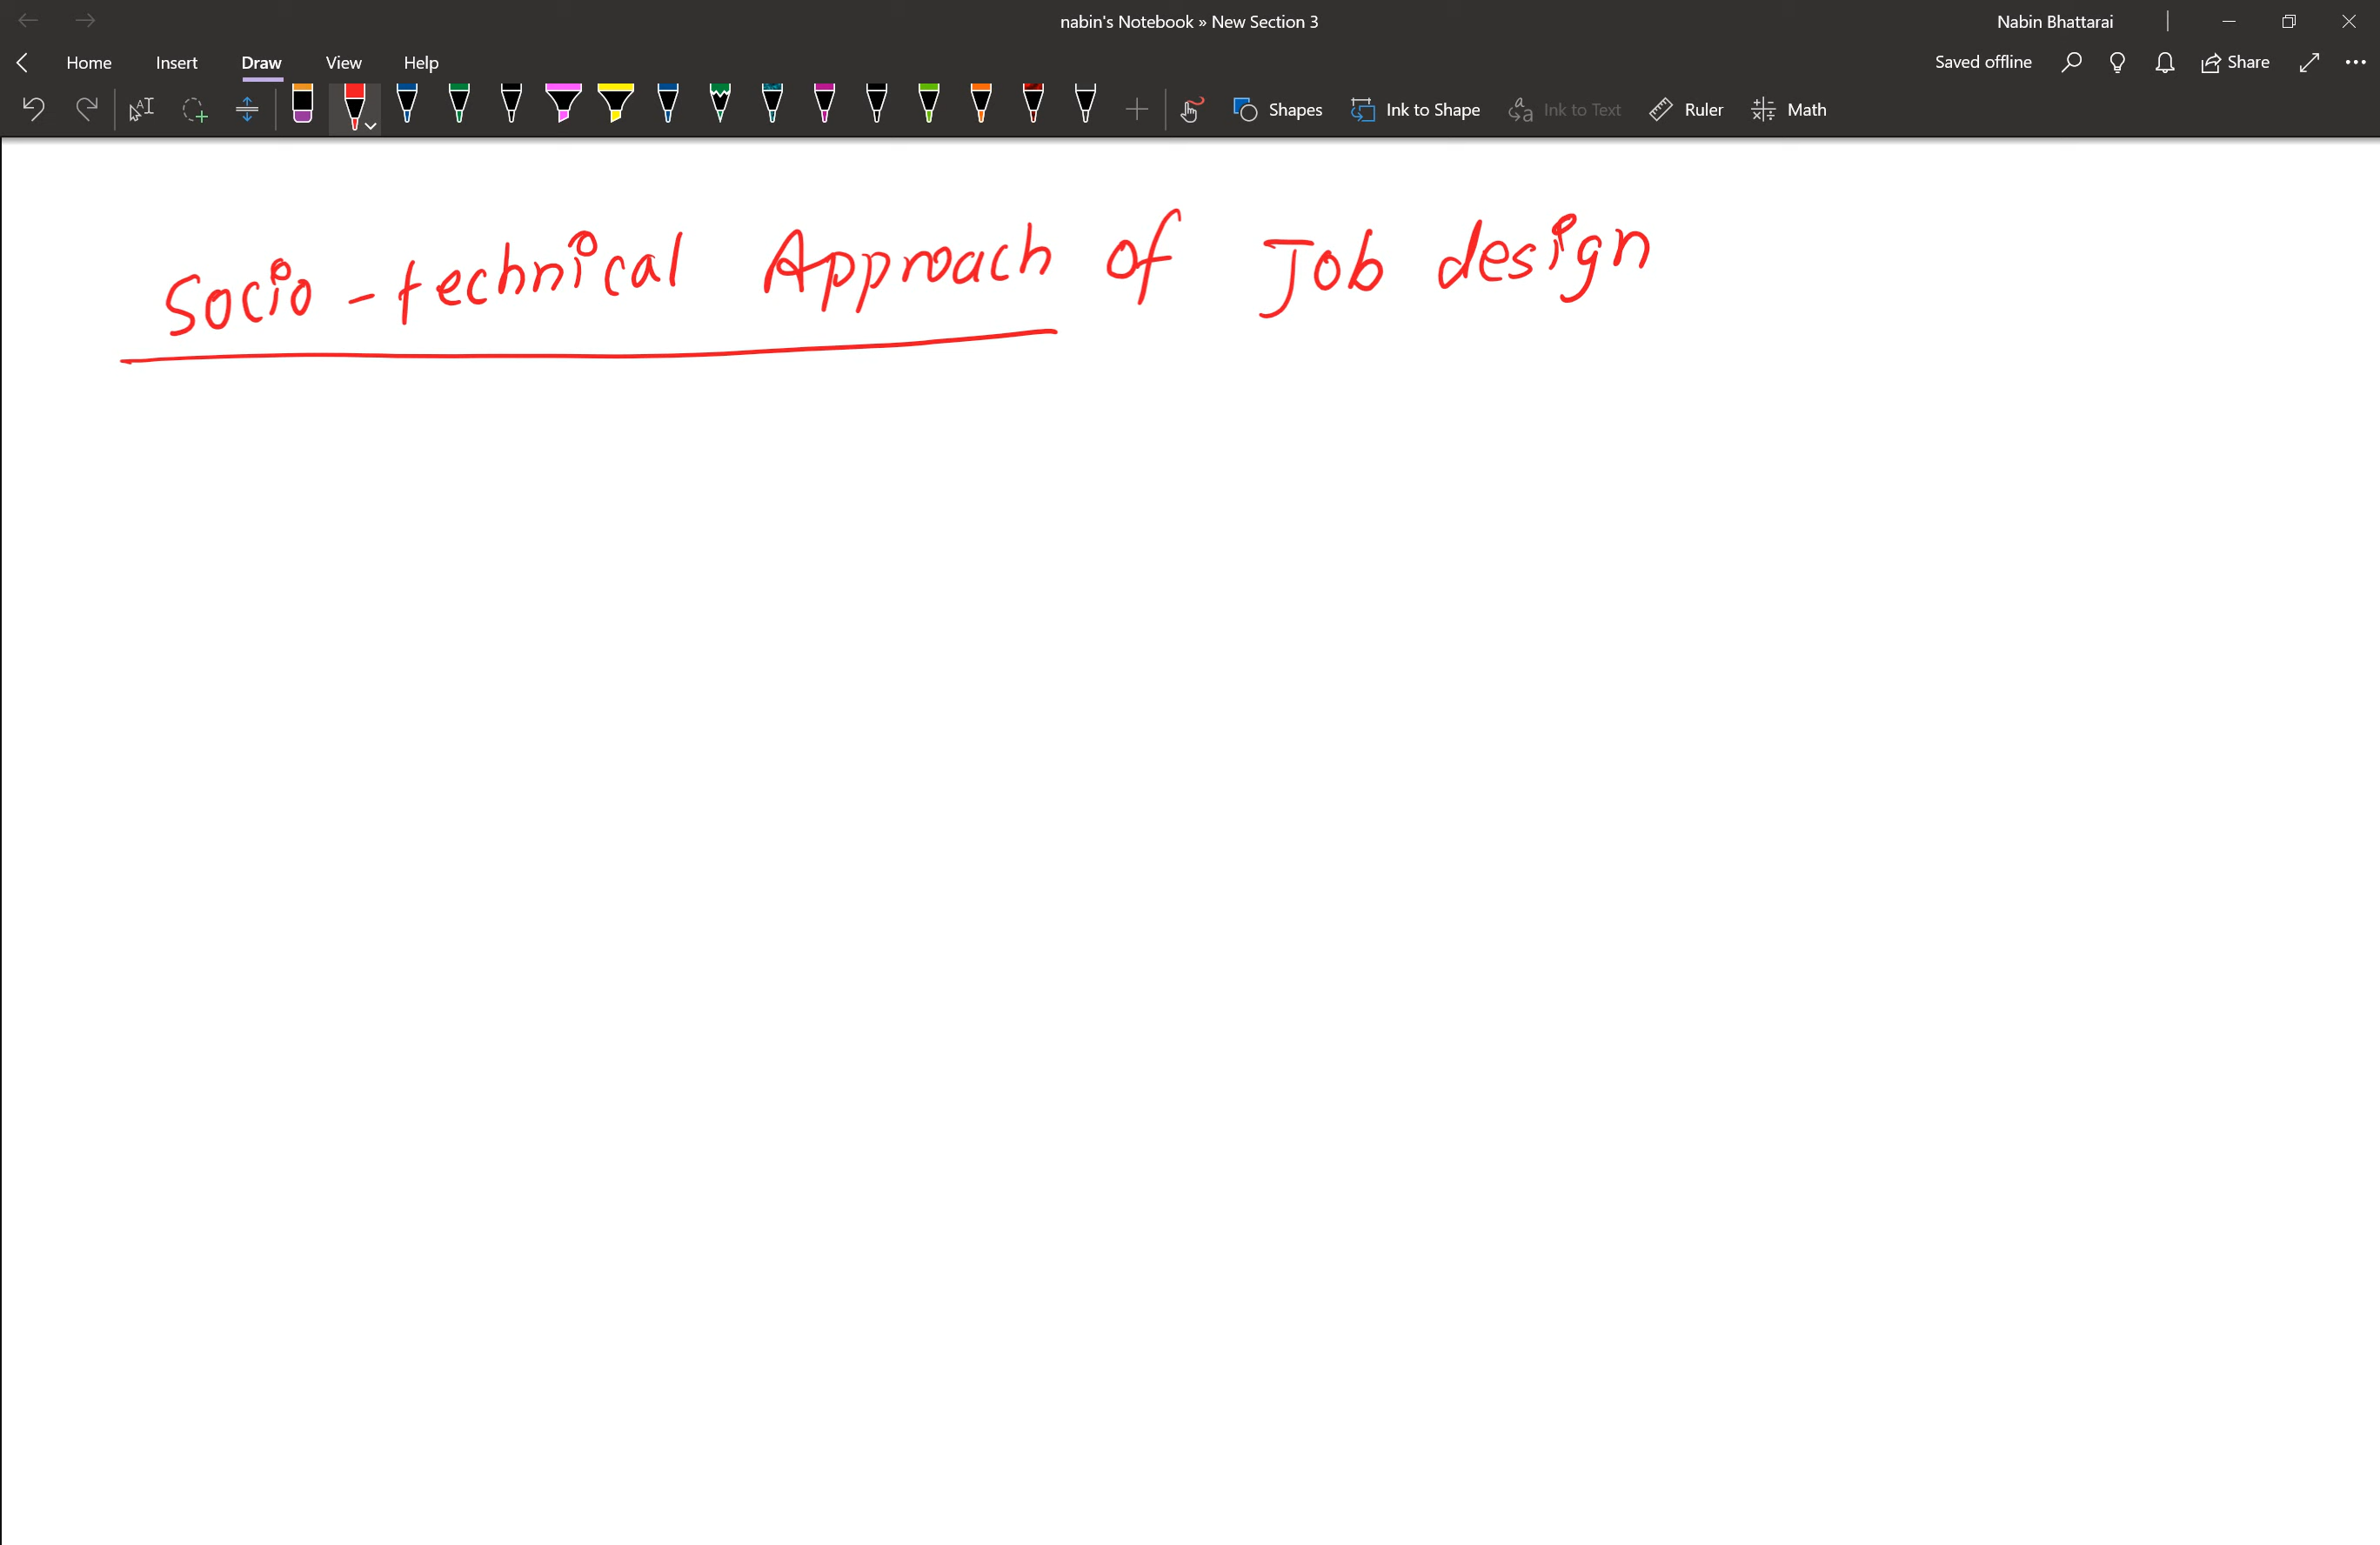 nabin's Notebook » New Section 3
Nabin Bhattarai
Home Insert Draw View Help
Saved offline
Share
Shapes
Ink to Shape
Ink to Text
Ruler
Math
Socio - technical Approach of Job design